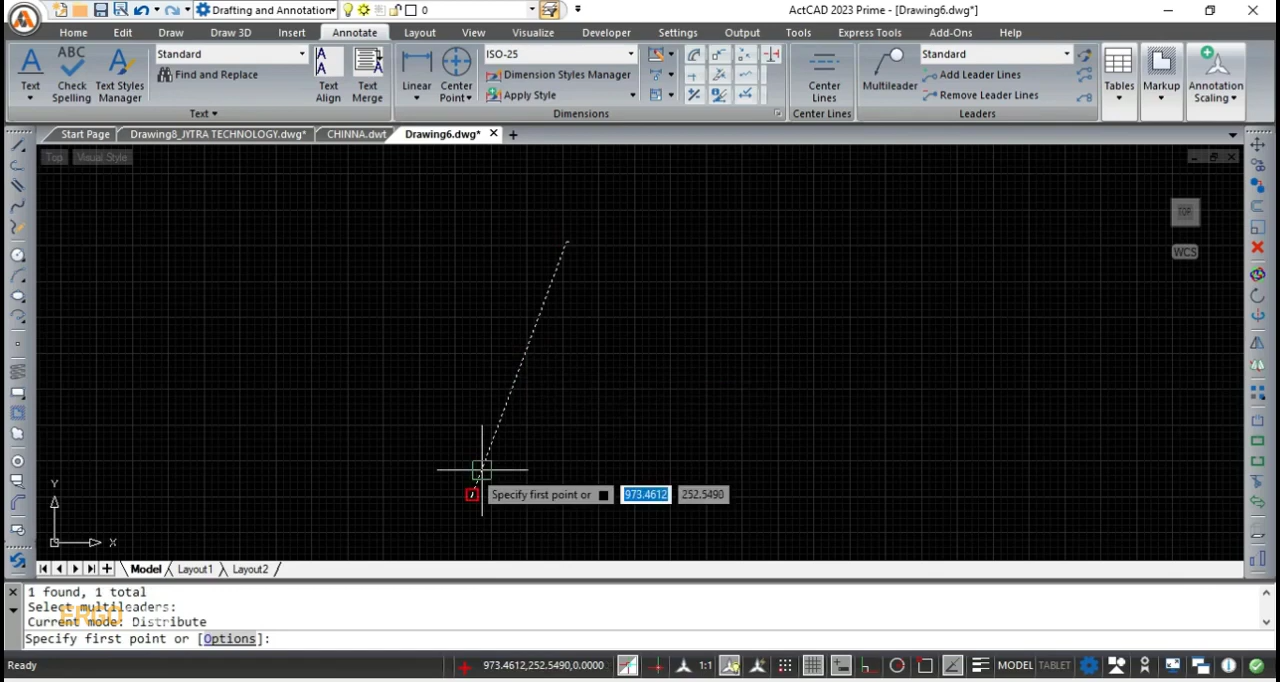 Drafting and Annotation
0
ActCAD 2023 Prime - [Drawing6.dwg*]
Home Edit Draw Draw 3D Insert Annotate Layout View Visualize Developer Settings Output Tools Express Tools Add-Ons Help
Text
ABC
Check Spelling
Text Styles Manager
Standard
Find and Replace
Text Align
Text Merge
Text
Linear
Center Point
ISO-25
Dimension Styles Manager
Apply Style
Dimensions
Center Lines
Center Lines
Multileader
Standard
Add Leader Lines
Remove Leader Lines
Leaders
Tables
Markup
Annotation Scaling
Start Page Drawing8_JYTRA TECHNOLOGY.dwg* CHINNA.dwt Drawing6.dwg*
Top Visual Style
TOP
WCS
Specify first point or 973.4612 252.5490
Y
X
Model Layout1 Layout2
1 found, 1 total
Select multileaders:
Current mode: Distribute
Specify first point or [Options]:
ERGO
Ready 973.4612,252.5490,0.0000 1:1 MODEL TABLET